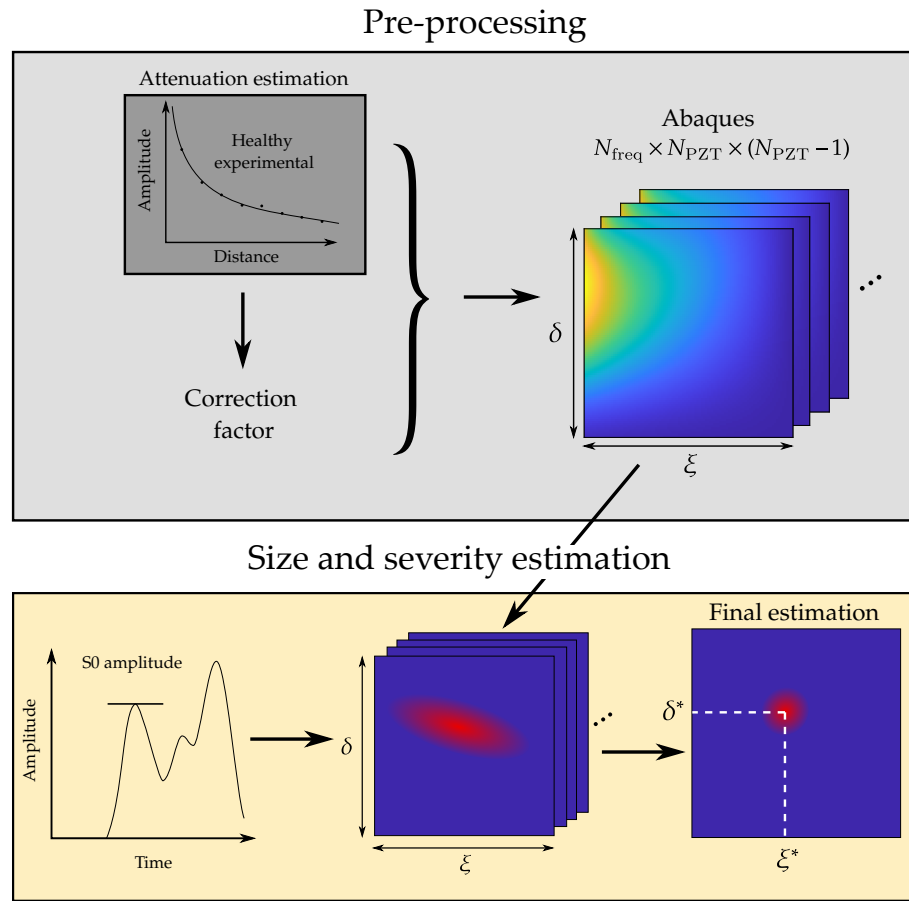 Pre-processing
Attenuation estimation
Amplitude
Healthy
experimental
Distance
Correction
factor
Abaques
N_freq × N_PZT × (N_PZT − 1)
δ
ξ
Size and severity estimation
S0 amplitude
Amplitude
Time
δ
ξ
Final estimation
δ*
ξ*